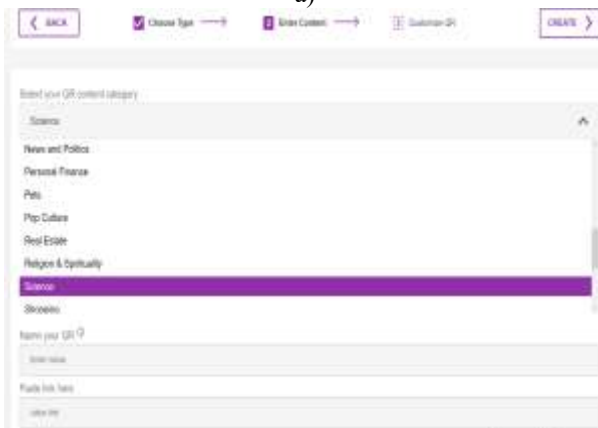 a)
BACK
Choose Type
Enter Content
Customize QR
CREATE
Select your QR content category
Science
News and Politics
Personal Finance
Pets
Pop Culture
Real Estate
Religion & Spirituality
Science
Shopping
Name your QR
Enter name
Paste link here